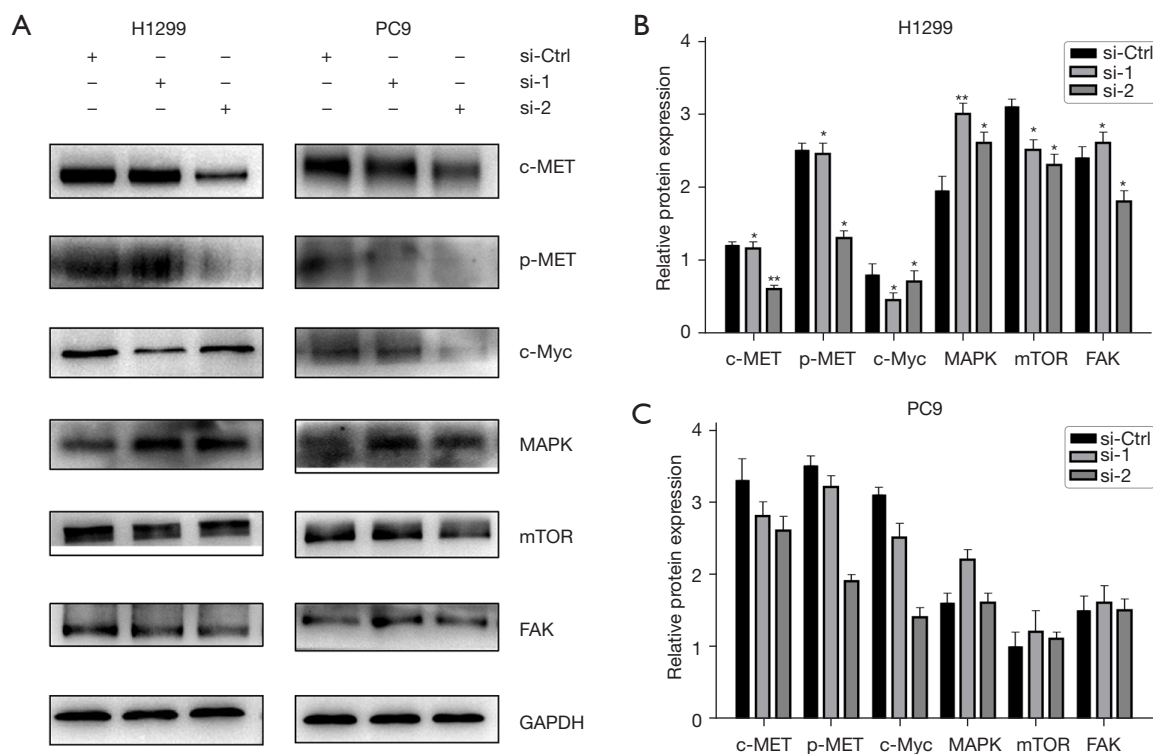 A
H1299 PC9
+ – – + – – si-Ctrl
– + – – + – si-1
– – + – – + si-2
c-MET
p-MET
c-Myc
MAPK
mTOR
FAK
GAPDH
B
H1299
si-Ctrl
si-1
si-2
Relative protein expression
4
3
2
1
0
* ** * * * * ** * * * * *
c-MET p-MET c-Myc MAPK mTOR FAK
C
PC9
si-Ctrl
si-1
si-2
Relative protein expression
4
3
2
1
0
c-MET p-MET c-Myc MAPK mTOR FAK